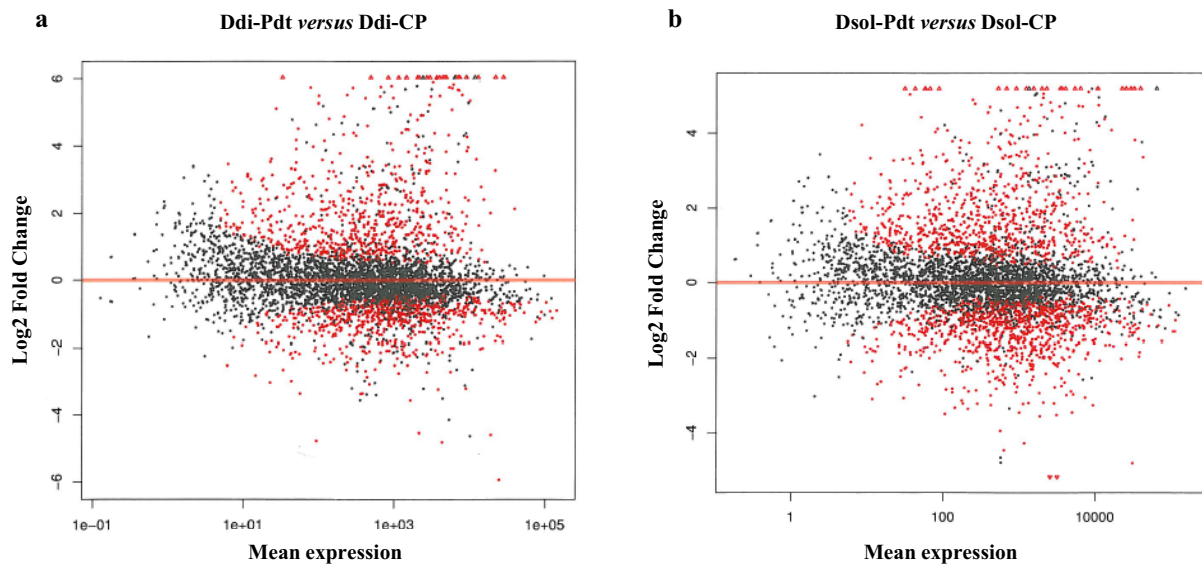 a
Ddi-Pdt versus Ddi-CP
6
4
2
0
-2
-4
-6
Log2 Fold Change
1e-01
1e+01
1e+03
1e+05
Mean expression
b
Dsol-Pdt versus Dsol-CP
4
2
0
-2
-4
Log2 Fold Change
1
100
10000
Mean expression